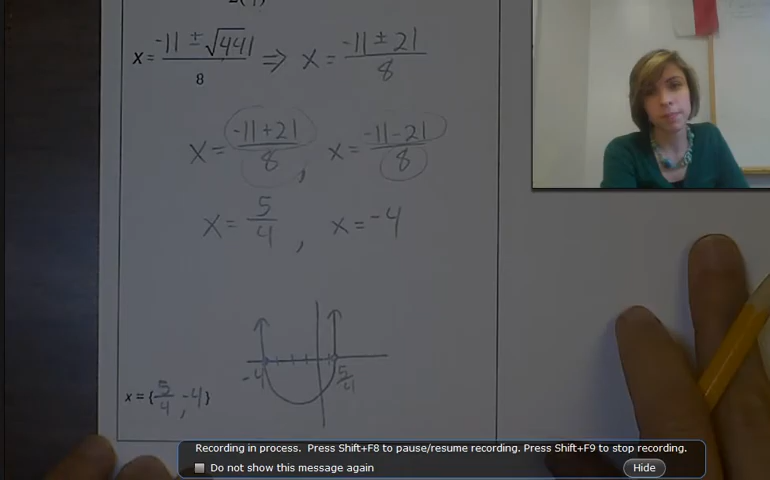 x = -11 ± √441 / 8 ⇒ x = -11 ± 21 / 8
x = -11+21 / 8 , x = -11-21 / 8
x = 5/4 , x = -4
-4 5/4
x = {5/4, -4}
Recording in process. Press Shift+F8 to pause/resume recording. Press Shift+F9 to stop recording.
Do not show this message again Hide